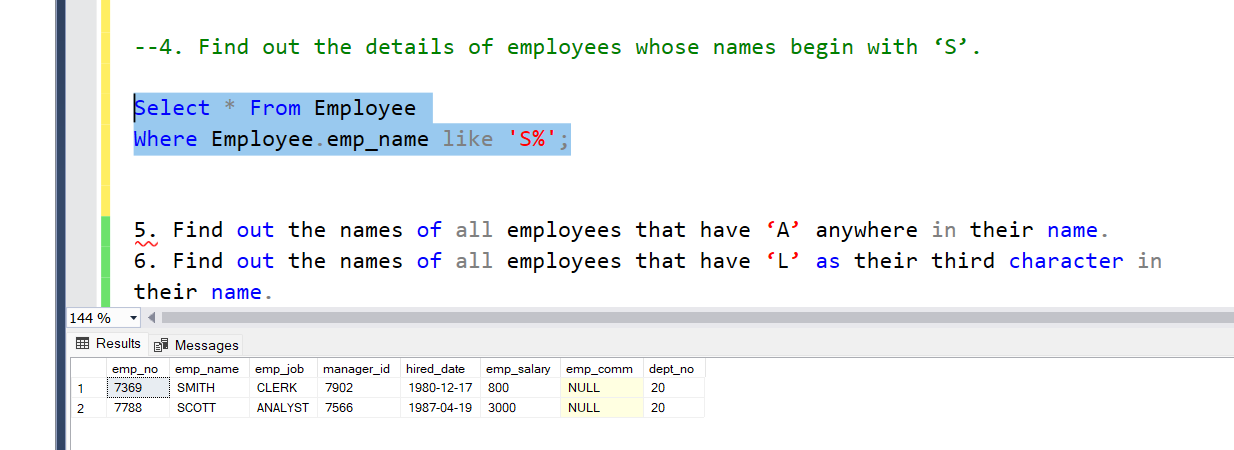 --4. Find out the details of employees whose names begin with ‘S’.
Select * From Employee
Where Employee.emp_name like 'S%';
5. Find out the names of all employees that have ‘A’ anywhere in their name.
6. Find out the names of all employees that have ‘L’ as their third character in
their name.
144 %
Results Messages
emp_no emp_name emp_job manager_id hired_date emp_salary emp_comm dept_no
1 7369 SMITH CLERK 7902 1980-12-17 800 NULL 20
2 7788 SCOTT ANALYST 7566 1987-04-19 3000 NULL 20